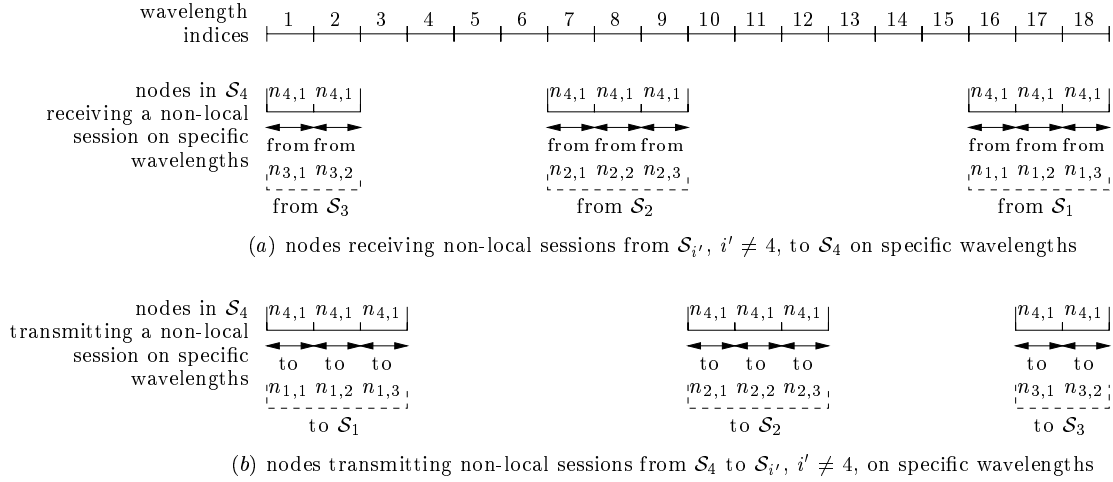 wavelength indices 1 2 3 4 5 6 7 8 9 10 11 12 13 14 15 16 17 18
nodes in 𝒮₄ receiving a non-local session on specific wavelengths
n₄,₁ n₄,₁ n₄,₁ n₄,₁ n₄,₁ n₄,₁ n₄,₁ n₄,₁
from from from from from from from from
n₃,₁ n₃,₂ n₂,₁ n₂,₂ n₂,₃ n₁,₁ n₁,₂ n₁,₃
from 𝒮₃ from 𝒮₂ from 𝒮₁
(a) nodes receiving non-local sessions from 𝒮ᵢ′, i′ ≠ 4, to 𝒮₄ on specific wavelengths
nodes in 𝒮₄ transmitting a non-local session on specific wavelengths
n₄,₁ n₄,₁ n₄,₁ n₄,₁ n₄,₁ n₄,₁ n₄,₁ n₄,₁
to to to to to to to to
n₁,₁ n₁,₂ n₁,₃ n₂,₁ n₂,₂ n₂,₃ n₃,₁ n₃,₂
to 𝒮₁ to 𝒮₂ to 𝒮₃
(b) nodes transmitting non-local sessions from 𝒮₄ to 𝒮ᵢ′, i′ ≠ 4, on specific wavelengths